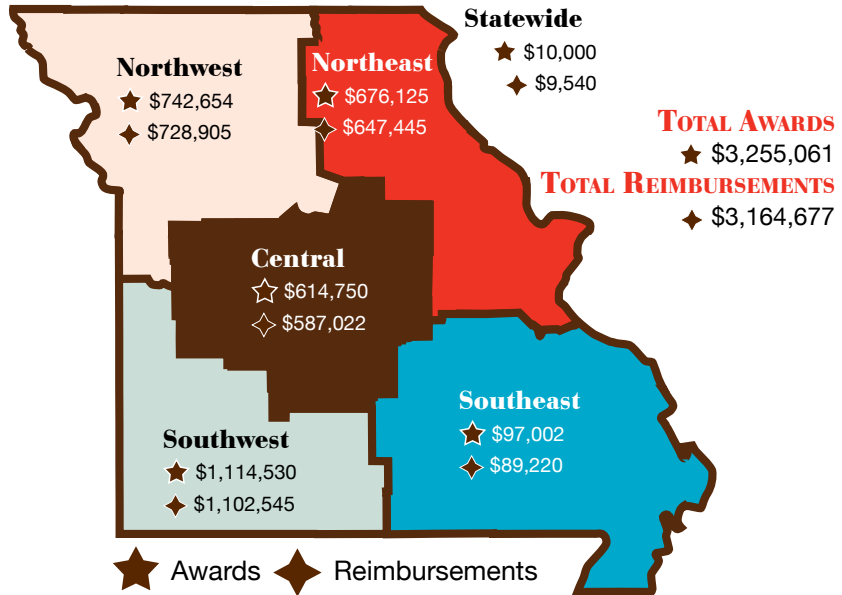 Statewide
$10,000
$9,540
Northwest
$742,654
$728,905
Northeast
$676,125
$647,445
Total Awards
$3,255,061
Total Reimbursements
$3,164,677
Central
$614,750
$587,022
Southwest
$1,114,530
$1,102,545
Southeast
$97,002
$89,220
Awards Reimbursements